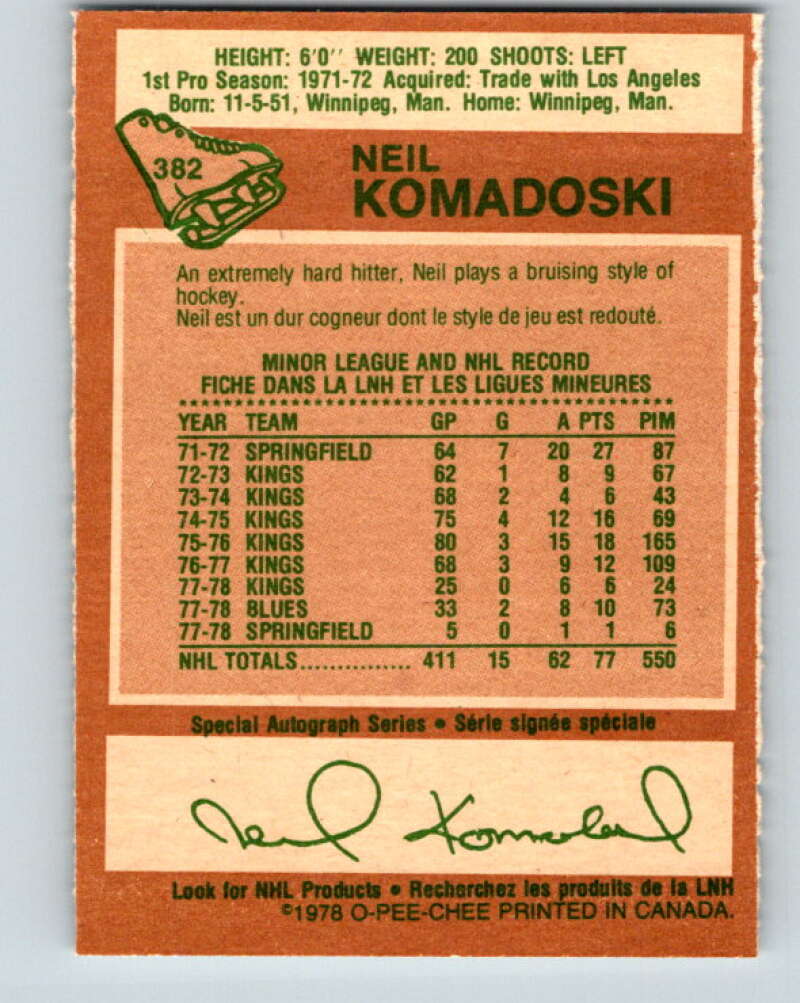 HEIGHT: 6'0'' WEIGHT: 200 SHOOTS: LEFT
1st Pro Season: 1971-72 Acquired: Trade with Los Angeles
Born: 11-5-51, Winnipeg, Man. Home: Winnipeg, Man.
382
NEIL
KOMADOSKI
An extremely hard hitter, Neil plays a bruising style of
hockey.
Neil est un dur cogneur dont le style de jeu est redouté.
MINOR LEAGUE AND NHL RECORD
FICHE DANS LA LNH ET LES LIGUES MINEURES
YEAR TEAM GP G A PTS PIM
71-72 SPRINGFIELD 64 7 20 27 87
72-73 KINGS 62 1 8 9 67
73-74 KINGS 68 2 4 6 43
74-75 KINGS 75 4 12 16 69
75-76 KINGS 80 3 15 18 165
76-77 KINGS 68 3 9 12 109
77-78 KINGS 25 0 6 6 24
77-78 BLUES 33 2 8 10 73
77-78 SPRINGFIELD 5 0 1 1 6
NHL TOTALS............... 411 15 62 77 550
Special Autograph Series • Série signée spéciale
Neil Komadoski
Look for NHL Products • Recherchez les produits de la LNH
©1978 O-PEE-CHEE PRINTED IN CANADA.